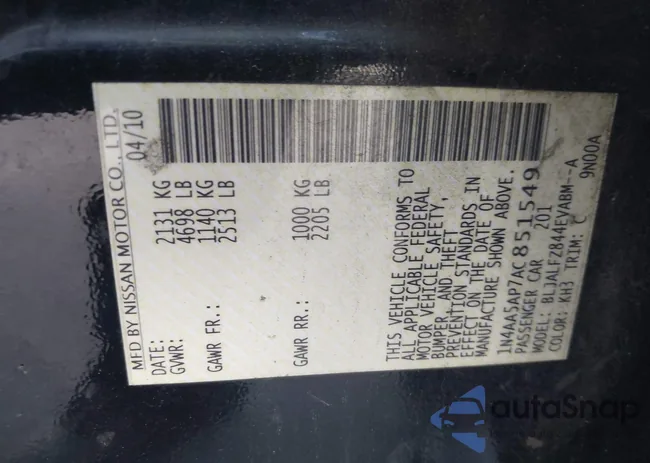 MFD BY NISSAN MOTOR CO., LTD.
DATE: 04/10
GVWR: 2131 KG
4698 LB
GAWR FR.: 1140 KG
2513 LB
GAWR RR.: 1000 KG
2205 LB
THIS VEHICLE CONFORMS TO
ALL APPLICABLE FEDERAL
MOTOR VEHICLE SAFETY,
BUMPER, AND THEFT
PREVENTION STANDARDS IN
EFFECT ON THE DATE OF
MANUFACTURE SHOWN ABOVE.
1N4AA5AP7AC851549
PASSENGER CAR 201
MODEL: BLJALFZB44EVABM--A
COLOR: KH3 TRIM: C 9N00A
autoSnap